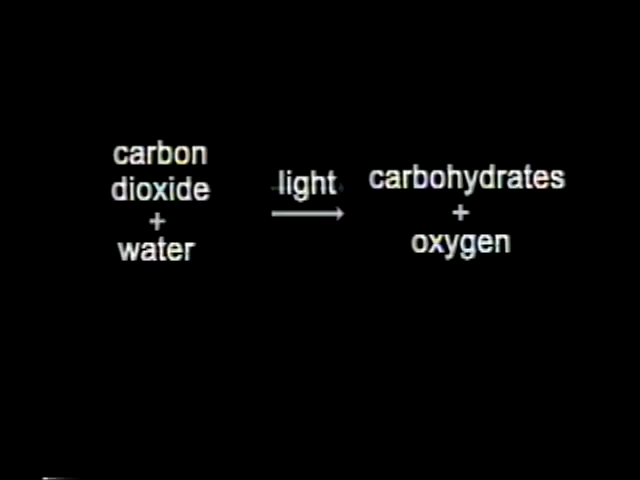 carbon
dioxide
+
water
light
carbohydrates
+
oxygen